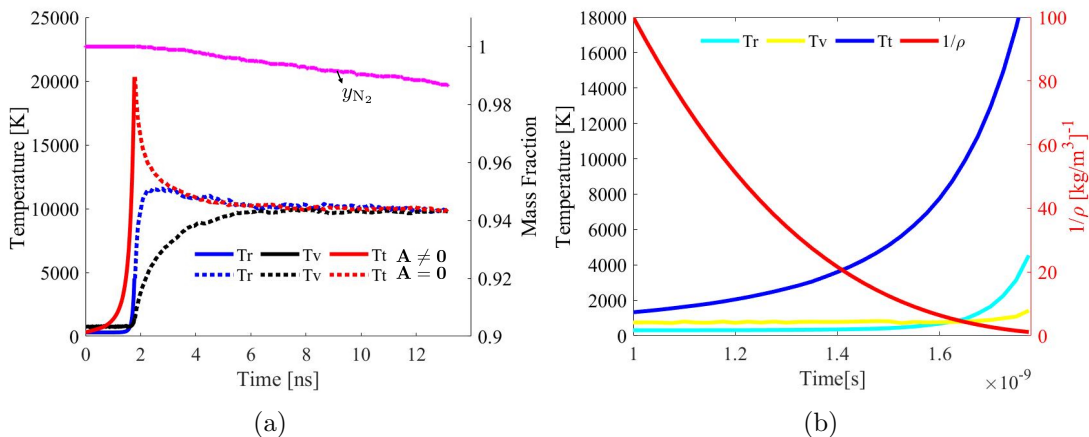 25000
20000
15000
10000
5000
0
Temperature [K]
0 2 4 6 8 10 12
Time [ns]
1
0.98
0.96
0.94
0.92
0.9
Mass Fraction
y_{N_2}
Tr Tv Tt A ≠ 0
Tr Tv Tt A = 0
(a)
18000
16000
14000
12000
10000
8000
6000
4000
2000
0
Temperature [K]
Tr Tv Tt 1/ρ
1 1.2 1.4 1.6
Time[s]
×10^{-9}
100
80
60
40
20
0
1/ρ [kg/m^3]^{-1}
(b)